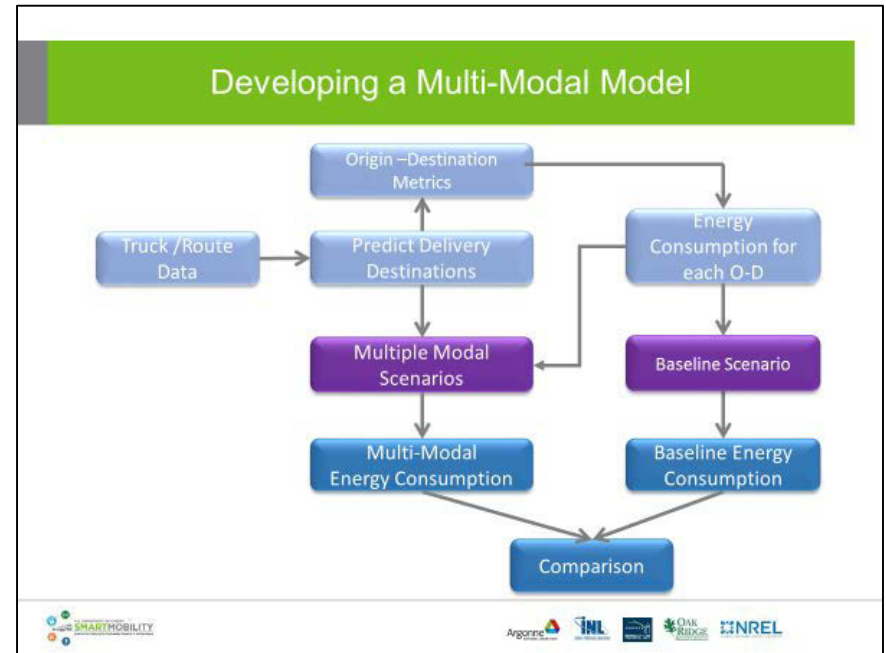 Developing a Multi-Modal Model
Origin –Destination
Metrics
Truck /Route
Data
Predict Delivery
Destinations
Energy
Consumption for
each O-D
Multiple Modal
Scenarios
Baseline Scenario
Multi-Modal
Energy Consumption
Baseline Energy
Consumption
Comparison
SMARTMOBILITY
Argonne
INL
OAK
RIDGE
NREL